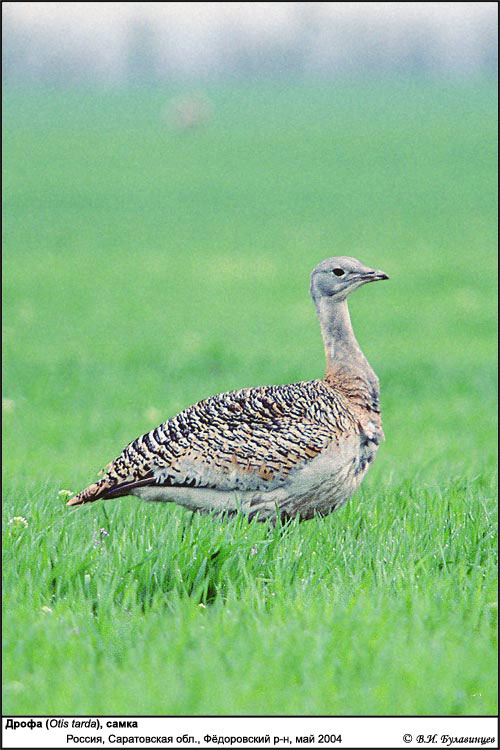 Дрофа (Otis tarda), самка
Россия, Саратовская обл., Фёдоровский р-н, май 2004 © В.И. Булавинцев